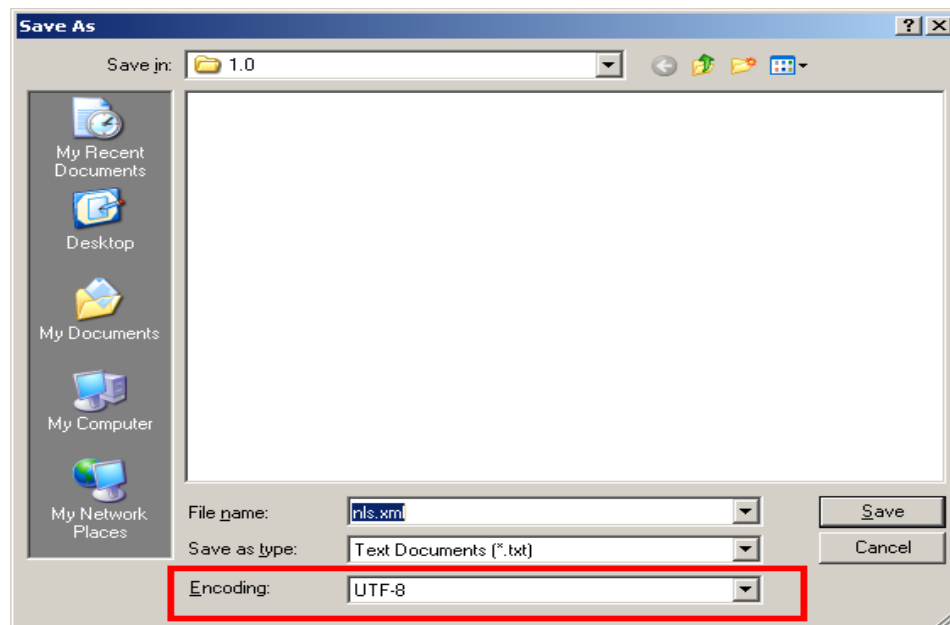 Save As
Save in: 1.0
My Recent
Documents
Desktop
My Documents
My Computer
My Network
Places
File name: nls.xml Save
Save as type: Text Documents (*.txt) Cancel
Encoding: UTF-8